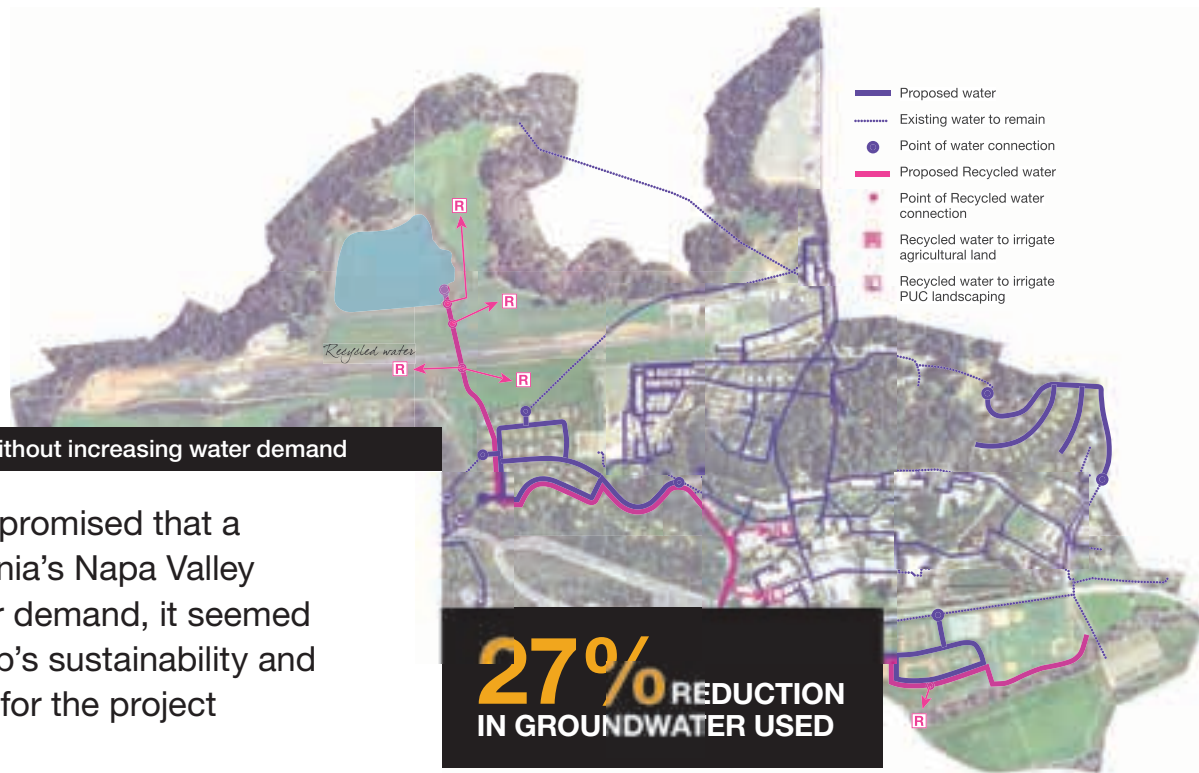 Proposed water
Existing water to remain
Point of water connection
Proposed Recycled water
Point of Recycled water
connection
Recycled water to irrigate
agricultural land
Recycled water to irrigate
PUC landscaping
R
R
Recycled water
R
R
ithout increasing water demand
promised that a
nia's Napa Valley
r demand, it seemed
o's sustainability and
for the project
27% REDUCTION
IN GROUNDWATER USED
R